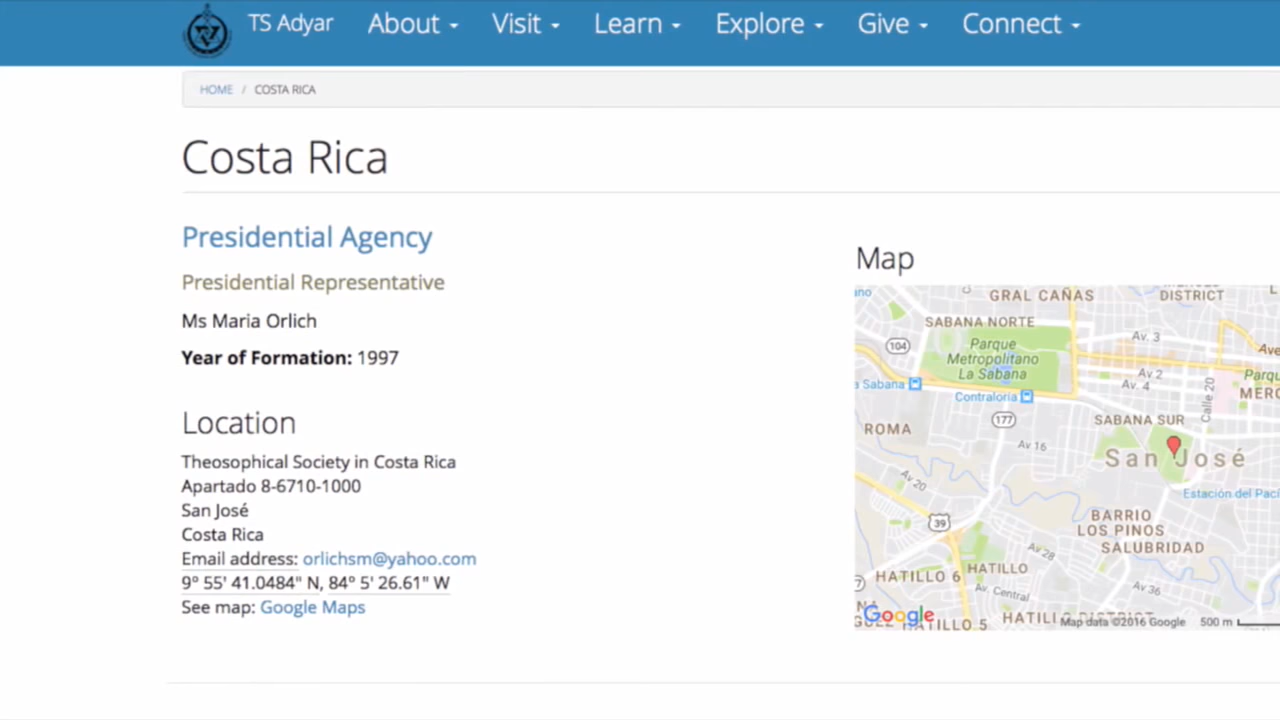 TS Adyar About Visit Learn Explore Give Connect
HOME / COSTA RICA
Costa Rica
Presidential Agency
Presidential Representative
Ms Maria Orlich
Year of Formation: 1997
Location
Theosophical Society in Costa Rica
Apartado 8-6710-1000
San José
Costa Rica
Email address: orlichsm@yahoo.com
9° 55' 41.0484" N, 84° 5' 26.61" W
See map: Google Maps
Map
GRAL CAÑAS
DISTRICT
SABANA NORTE
104
Parque
Metropolitano
La Sabana
Av. 3
Av 2
Av. 4
Calle 20
a Sabana
Contraloria
177
SABANA SUR
ROMA
Av 16
San José
Av 20
Estación del Pací
39
BARRIO
LOS PINOS
SALUBRIDAD
Av 28
HATILLO
HATILLO 6
Av. Central
Av 36
Google
HATILLO 5
Map data ©2016 Google 500 m